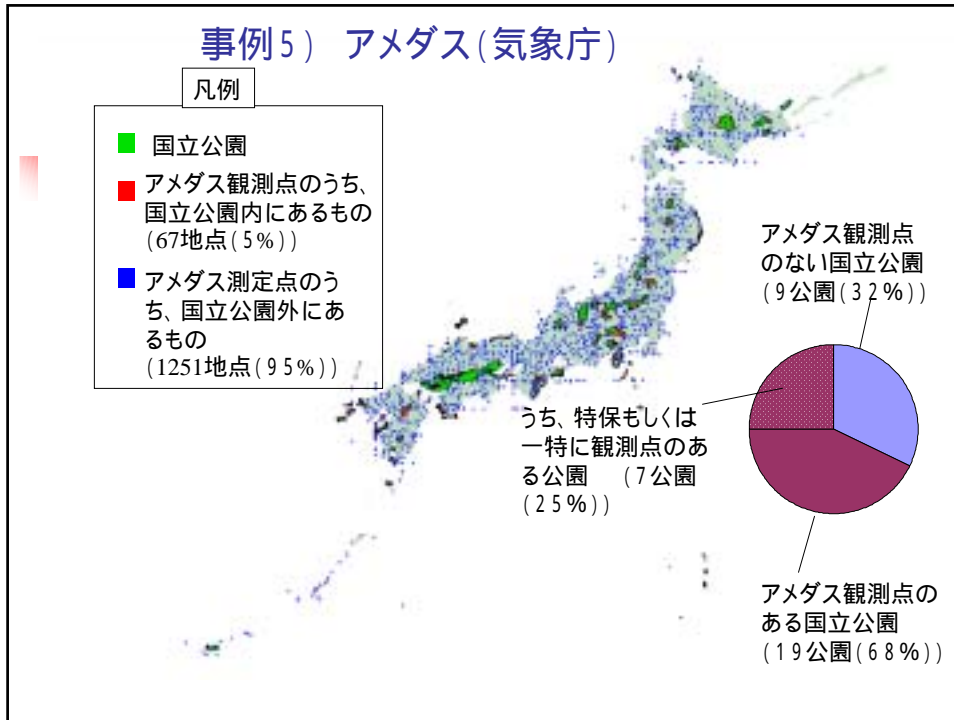 事例5) アメダス(気象庁)
凡例
国立公園
アメダス観測点のうち、
国立公園内にあるもの
(67地点(5%))
アメダス測定点のう
ち、国立公園外にあ
るもの
(1251地点(95%))
アメダス観測点
のない国立公園
(9公園(32%))
うち、特保もしくは
一特に観測点のあ
る公園 (7公園
(25%))
アメダス観測点の
ある国立公園
(19公園(68%))